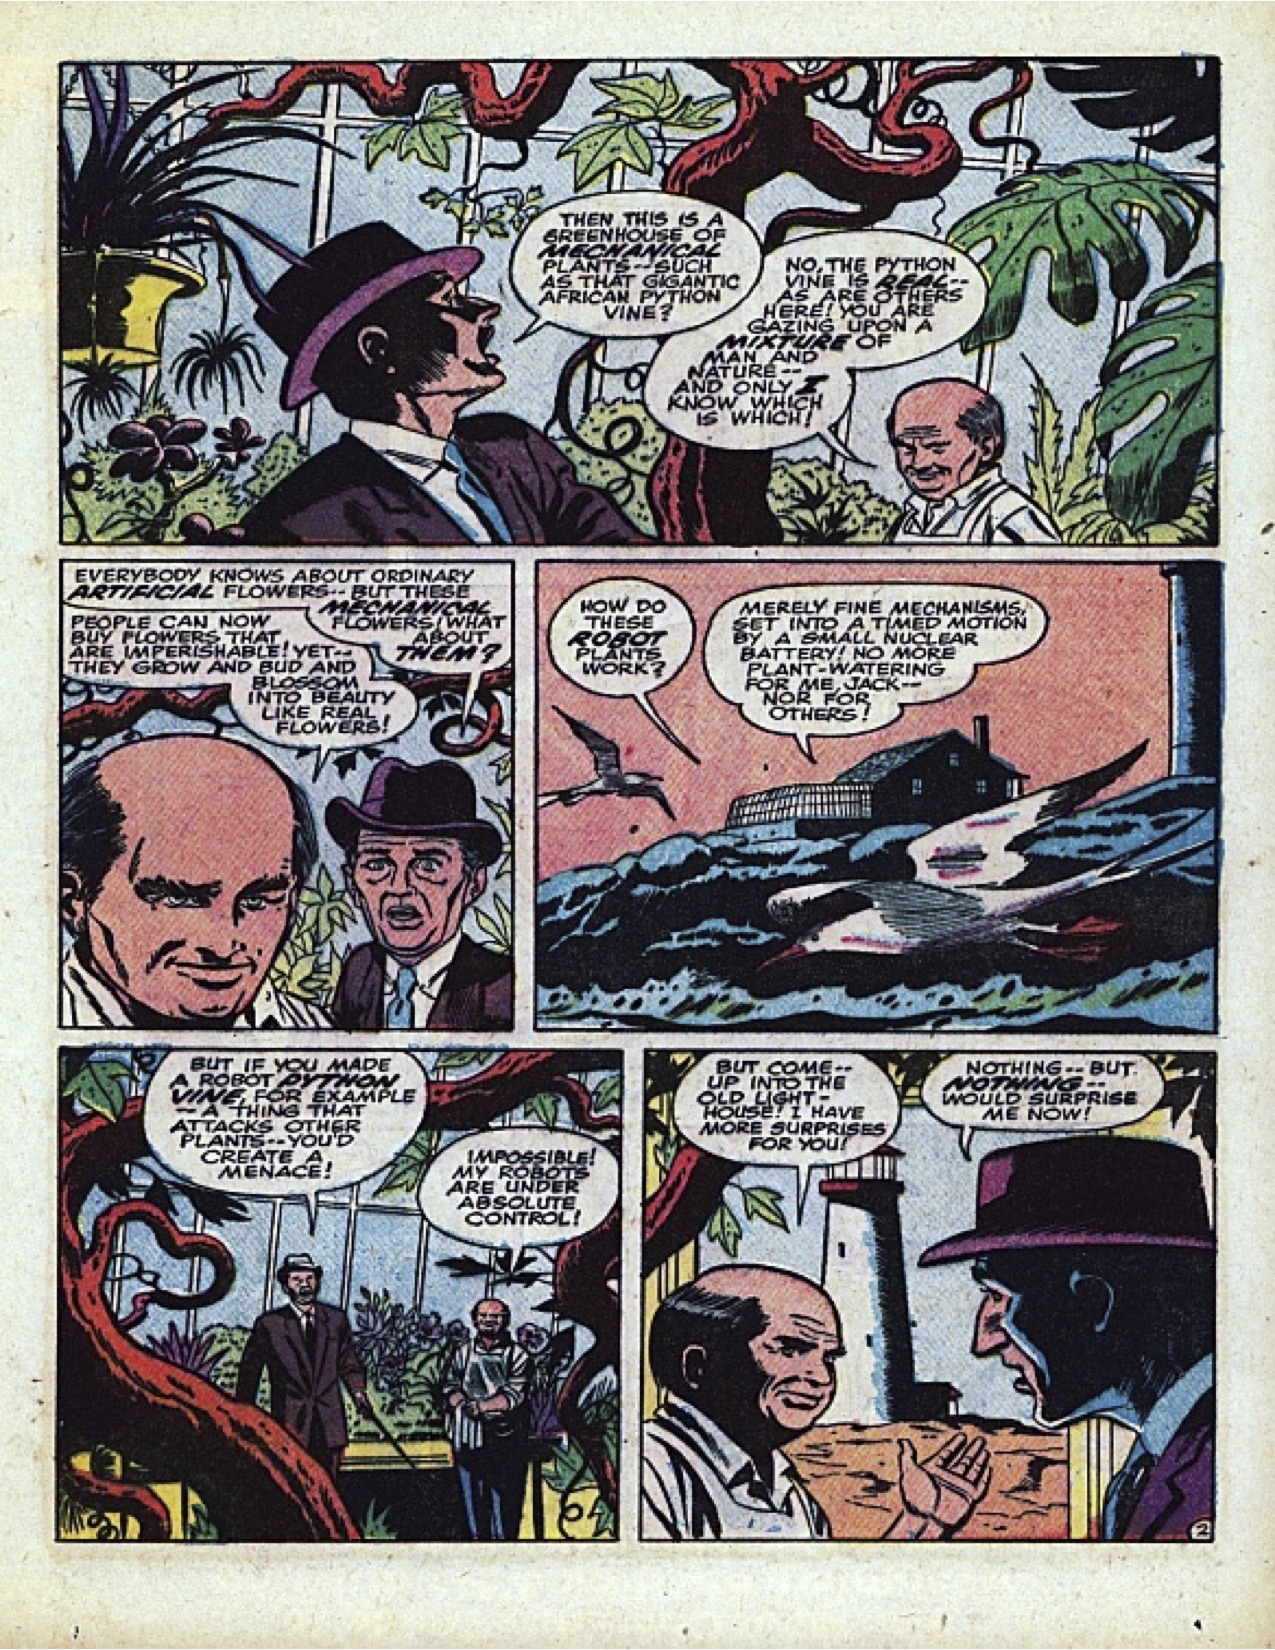 THEN THIS IS A
GREENHOUSE OF
MECHANICAL
PLANTS--SUCH
AS THAT GIGANTIC
AFRICAN PYTHON
VINE?
NO, THE PYTHON
VINE IS REAL--
AS ARE OTHERS
HERE! YOU ARE
GAZING UPON A
MIXTURE OF
MAN AND
NATURE--
AND ONLY I
KNOW WHICH
IS WHICH!
EVERYBODY KNOWS ABOUT ORDINARY
ARTIFICIAL FLOWERS--BUT THESE
MECHANICAL
FLOWERS! WHAT
ABOUT
THEM?
PEOPLE CAN NOW
BUY FLOWERS THAT
ARE IMPERISHABLE! YET--
THEY GROW AND BUD AND
BLOSSOM
INTO BEAUTY
LIKE REAL
FLOWERS!
HOW DO
THESE
ROBOT
PLANTS
WORK?
MERELY FINE MECHANISMS,
SET INTO A TIMED MOTION
BY A SMALL NUCLEAR
BATTERY! NO MORE
PLANT-WATERING
FOR ME, JACK--
NOR FOR
OTHERS!
BUT IF YOU MADE
A ROBOT PYTHON
VINE, FOR EXAMPLE
--A THING THAT
ATTACKS OTHER
PLANTS--YOU'D
CREATE A
MENACE!
IMPOSSIBLE!
MY ROBOTS
ARE UNDER
ABSOLUTE
CONTROL!
BUT COME--
UP INTO THE
OLD LIGHT-
HOUSE! I HAVE
MORE SURPRISES
FOR YOU!
NOTHING--BUT
NOTHING--
WOULD SURPRISE
ME NOW!
2